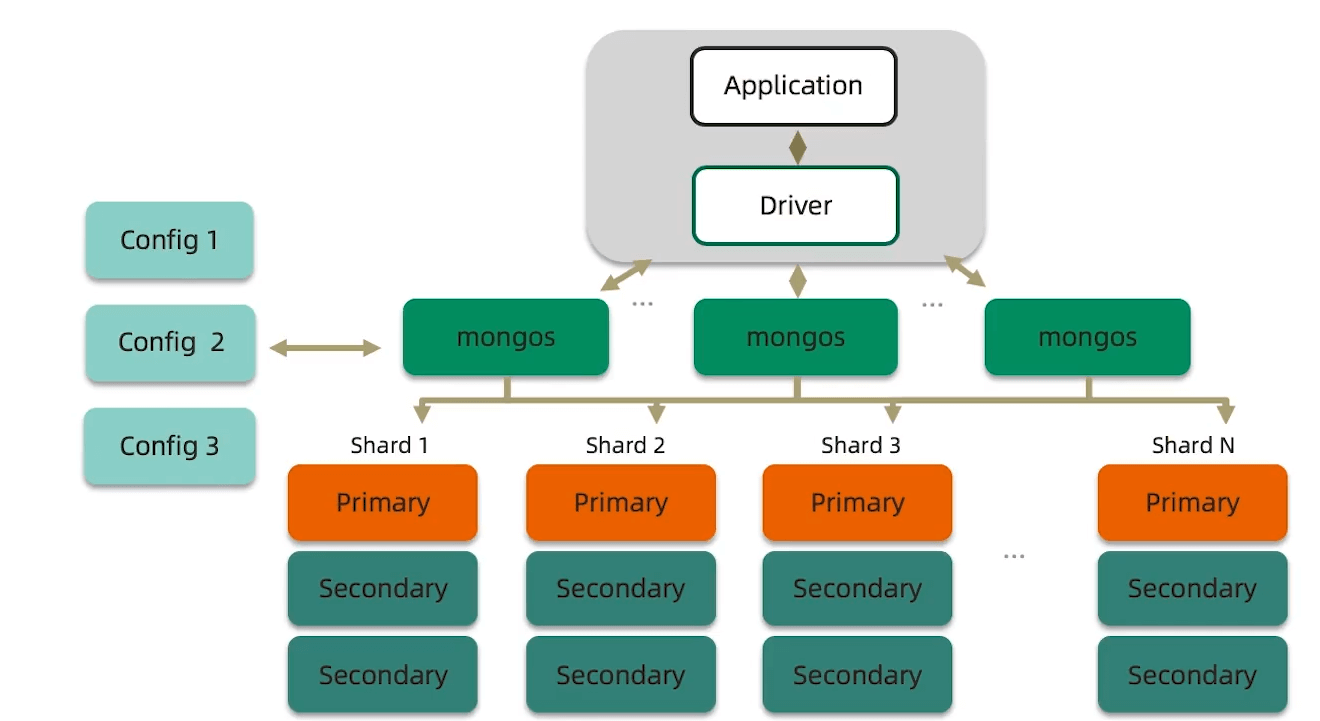 Application
Driver
Config 1
Config 2
Config 3
...
...
mongos
mongos
mongos
Shard 1
Shard 2
Shard 3
Shard N
Primary
Primary
Primary
Primary
...
Secondary
Secondary
Secondary
Secondary
Secondary
Secondary
Secondary
Secondary